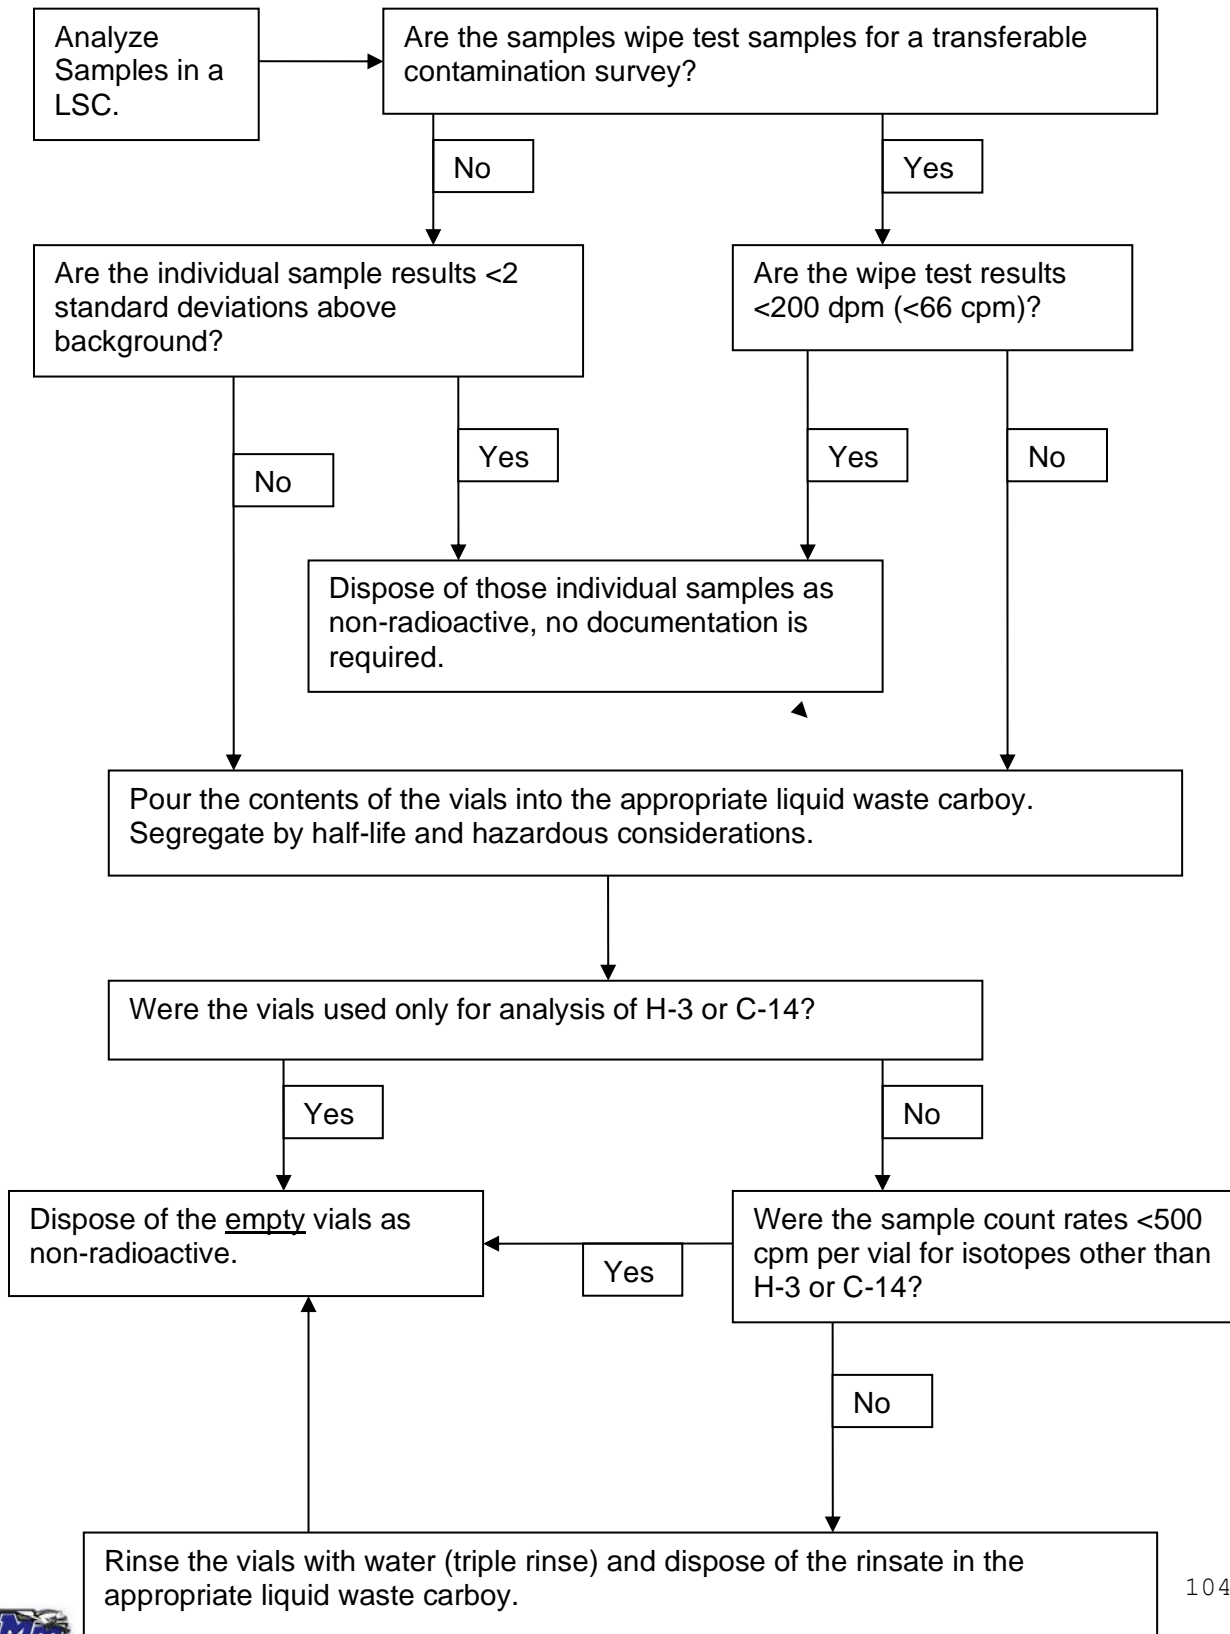 Analyze
Samples in a
LSC.
Are the samples wipe test samples for a transferable
contamination survey?
No
Yes
Are the individual sample results <2
standard deviations above
background?
Are the wipe test results
<200 dpm (<66 cpm)?
No
Yes
Yes
No
Dispose of those individual samples as
non-radioactive, no documentation is
required.
Pour the contents of the vials into the appropriate liquid waste carboy.
Segregate by half-life and hazardous considerations.
Were the vials used only for analysis of H-3 or C-14?
Yes
No
Dispose of the empty vials as
non-radioactive.
Yes
Were the sample count rates <500
cpm per vial for isotopes other than
H-3 or C-14?
No
Rinse the vials with water (triple rinse) and dispose of the rinsate in the
appropriate liquid waste carboy.
104